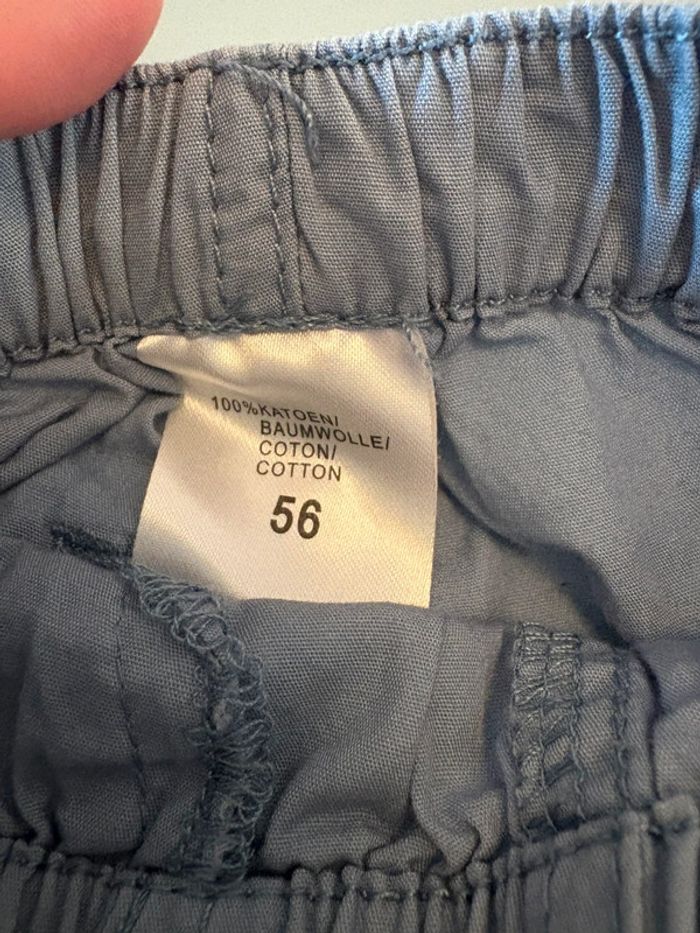 100%KATOEN/
BAUMWOLLE/
COTON/
COTTON
56